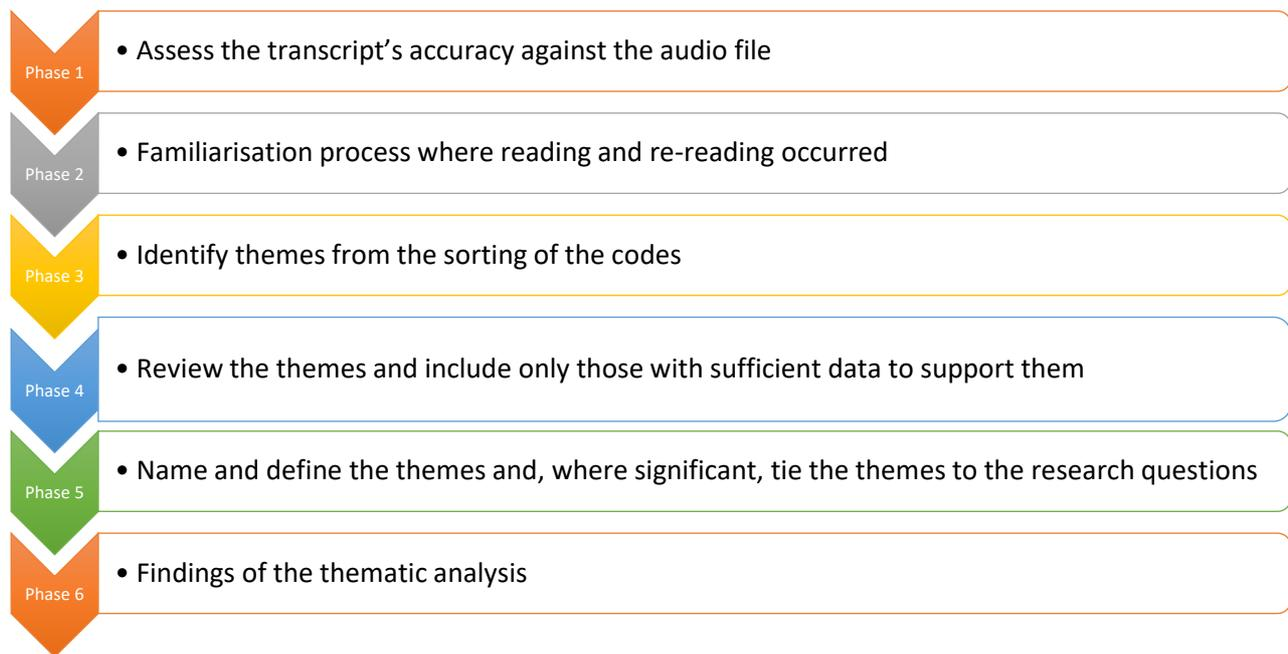 Phase 1
• Assess the transcript’s accuracy against the audio file
Phase 2
• Familiarisation process where reading and re-reading occurred
Phase 3
• Identify themes from the sorting of the codes
Phase 4
• Review the themes and include only those with sufficient data to support them
Phase 5
• Name and define the themes and, where significant, tie the themes to the research questions
Phase 6
• Findings of the thematic analysis